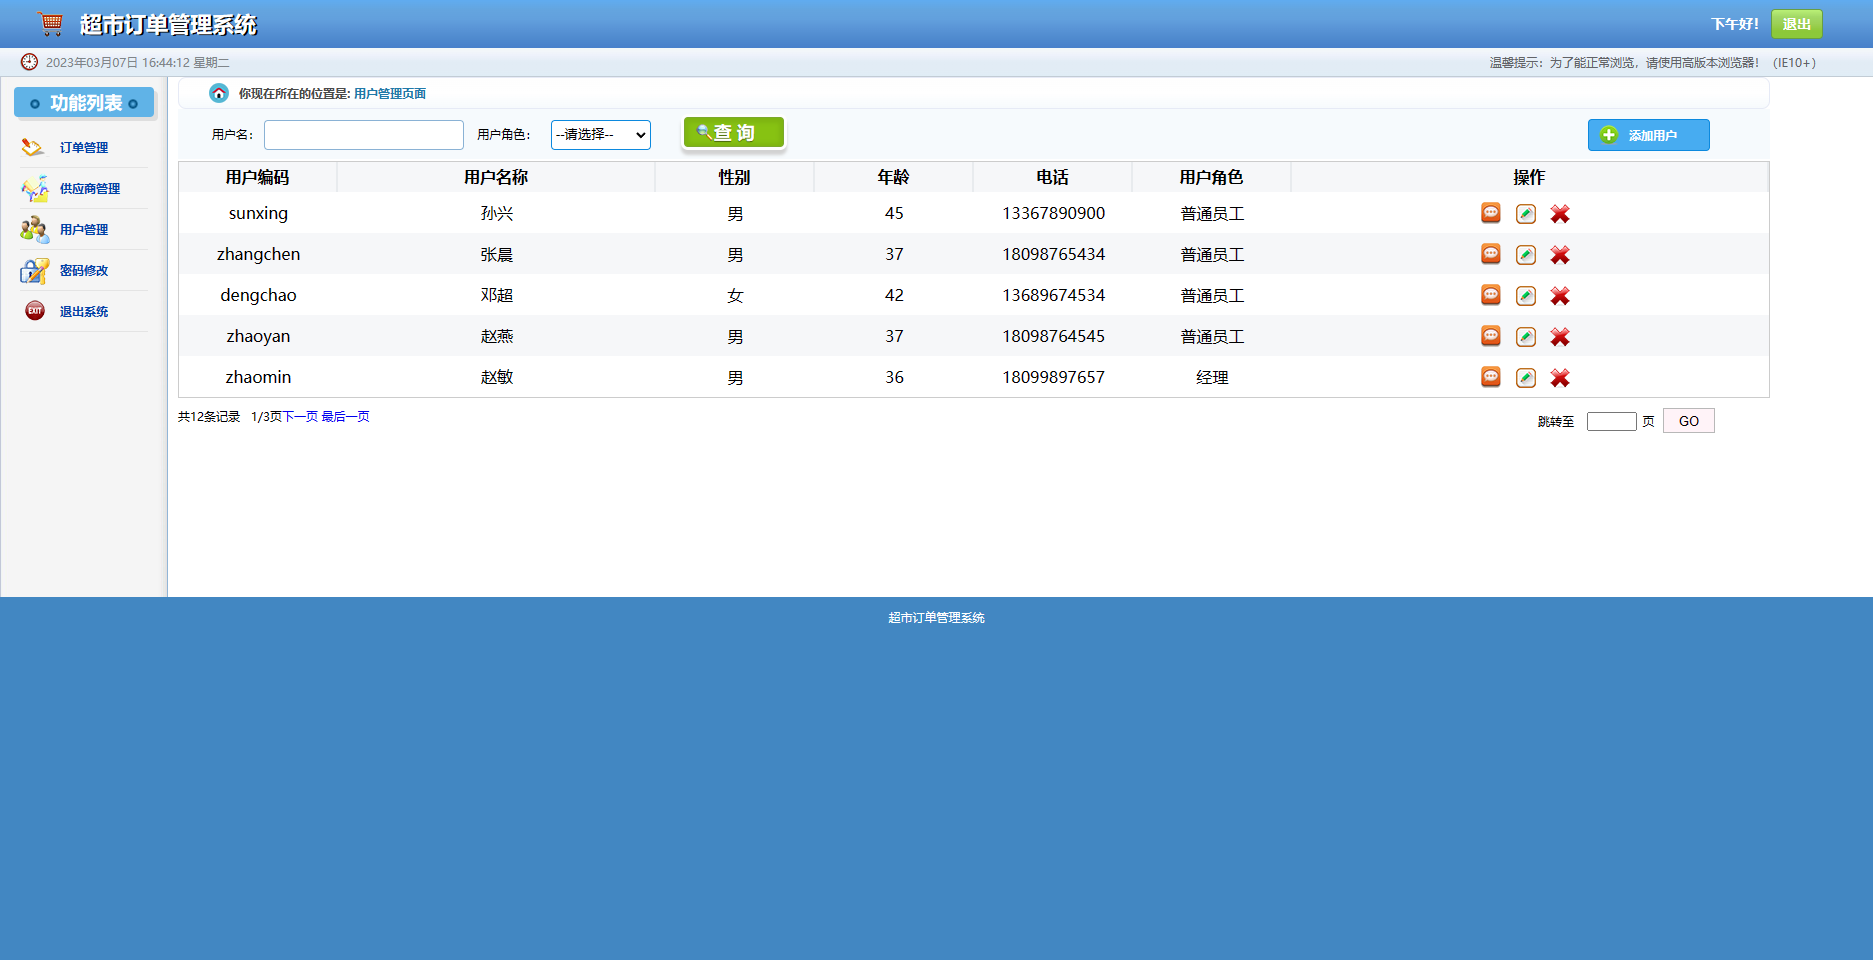 超市订单管理系统
下午好！ 退出
2023年03月07日 16:44:12 星期二
温馨提示：为了能正常浏览，请使用高版本浏览器！（IE10+）
功能列表
订单管理
供应商管理
用户管理
密码修改
EXIT 退出系统
你现在所在的位置是: 用户管理页面
用户名： 用户角色： --请选择-- 查 询 添加用户
用户编码 用户名称 性别 年龄 电话 用户角色 操作
sunxing 孙兴 男 45 13367890900 普通员工
zhangchen 张晨 男 37 18098765434 普通员工
dengchao 邓超 女 42 13689674534 普通员工
zhaoyan 赵燕 男 37 18098764545 普通员工
zhaomin 赵敏 男 36 18099897657 经理
共12条记录 1/3页下一页 最后一页
跳转至 页 GO
超市订单管理系统